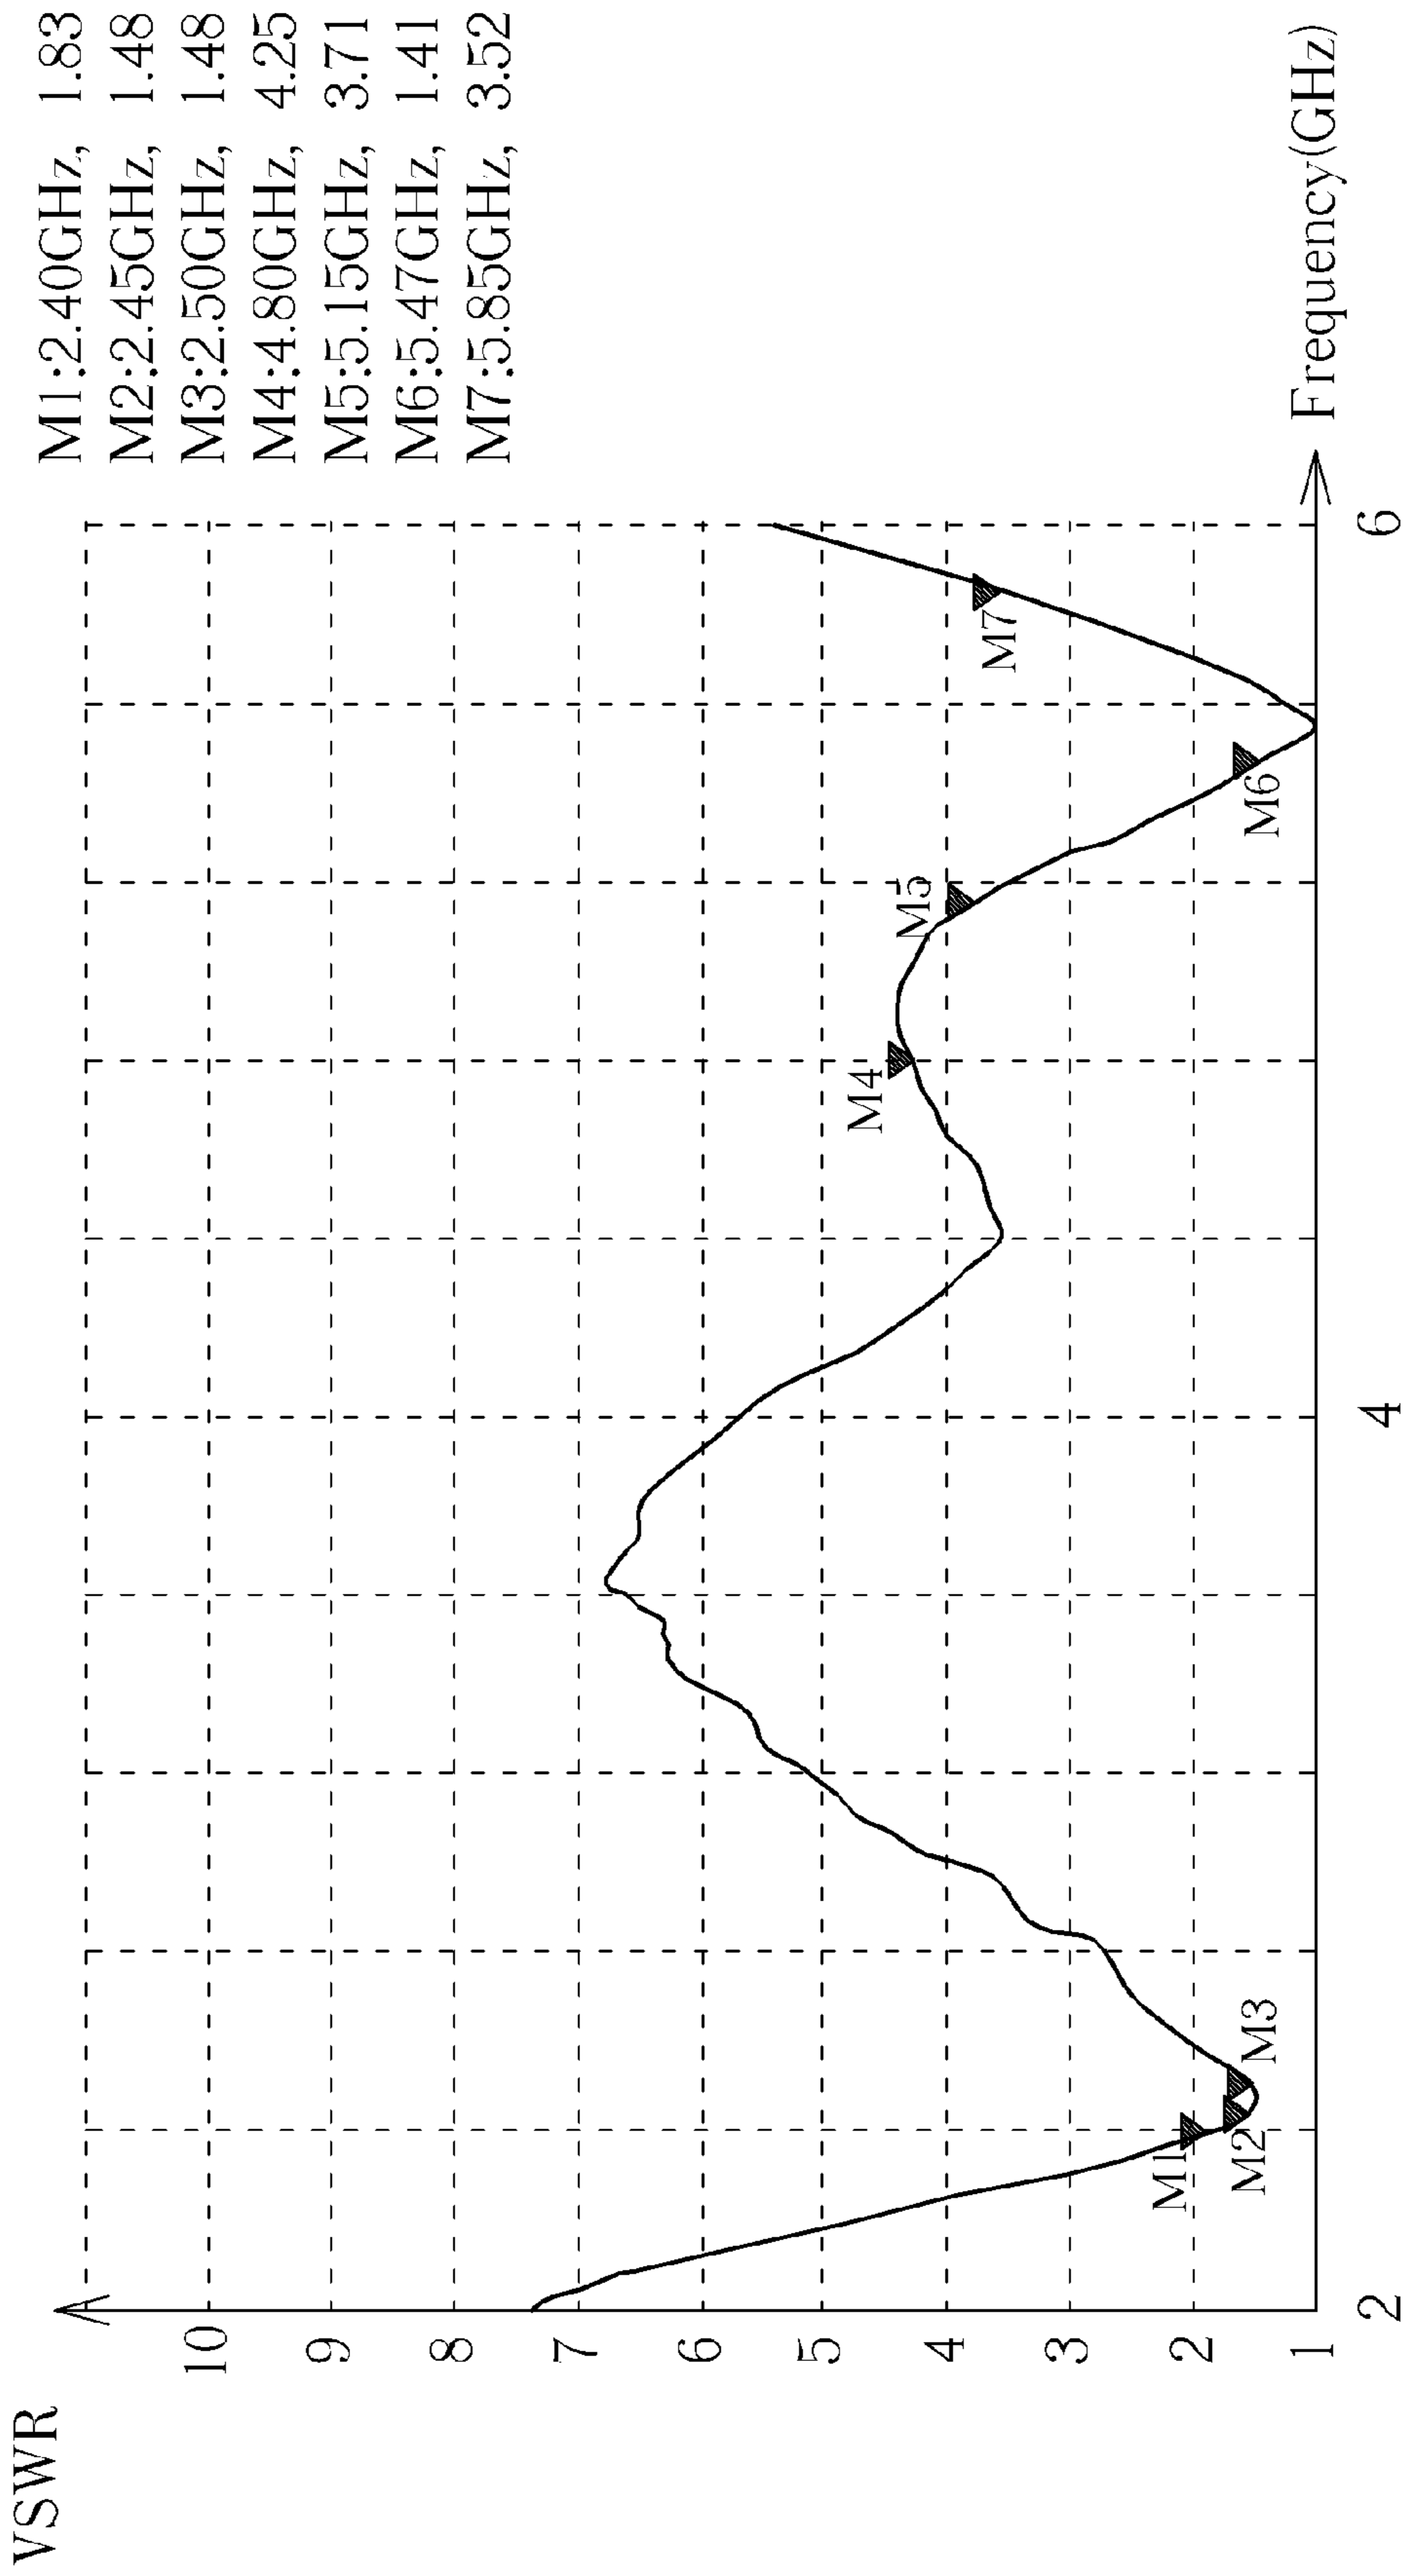 VSWR
M1:2.40GHz, 1.83
M2:2.45GHz, 1.48
M3:2.50GHz, 1.48
M4:4.80GHz, 4.25
M5:5.15GHz, 3.71
M6:5.47GHz, 1.41
M7:5.85GHz, 3.52
10
9
8
7
6
5
4
3
2
1
M1
M2
M3
M4
M5
M6
M7
2
4
6
Frequency(GHz)